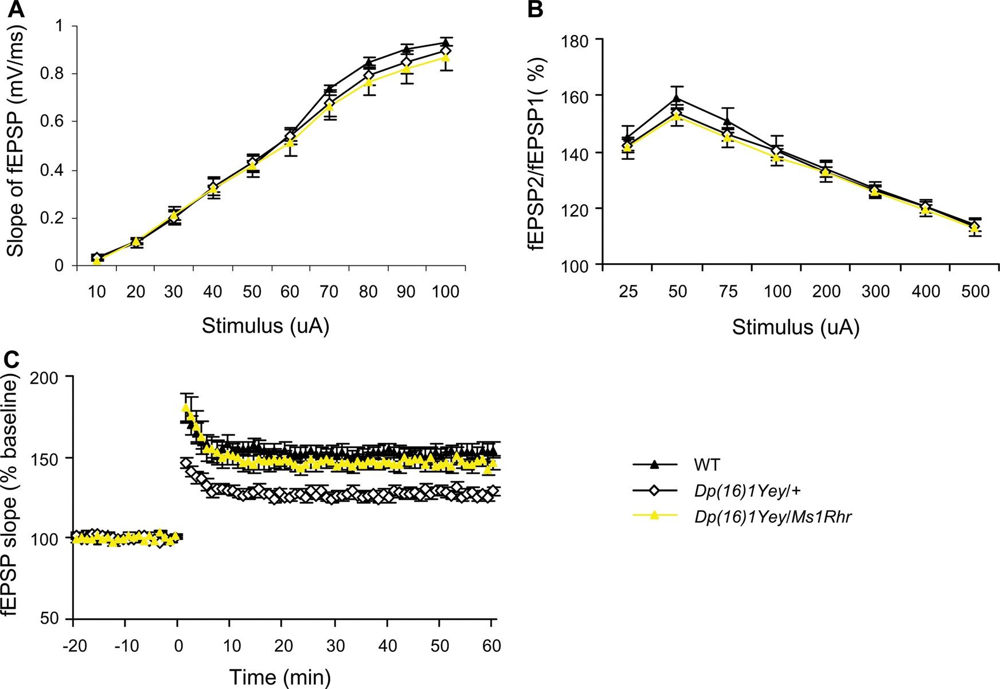 A
Slope of fEPSP (mV/ms)
1
0.8
0.6
0.4
0.2
0
10 20 30 40 50 60 70 80 90 100
Stimulus (uA)
B
fEPSP2/fEPSP1( %)
180
160
140
120
100
25 50 75 100 200 300 400 500
Stimulus (uA)
C
fEPSP slope (% baseline)
200
150
100
50
-20 -10 0 10 20 30 40 50 60
Time (min)
WT
Dp(16)1Yey/+
Dp(16)1Yey/Ms1Rhr